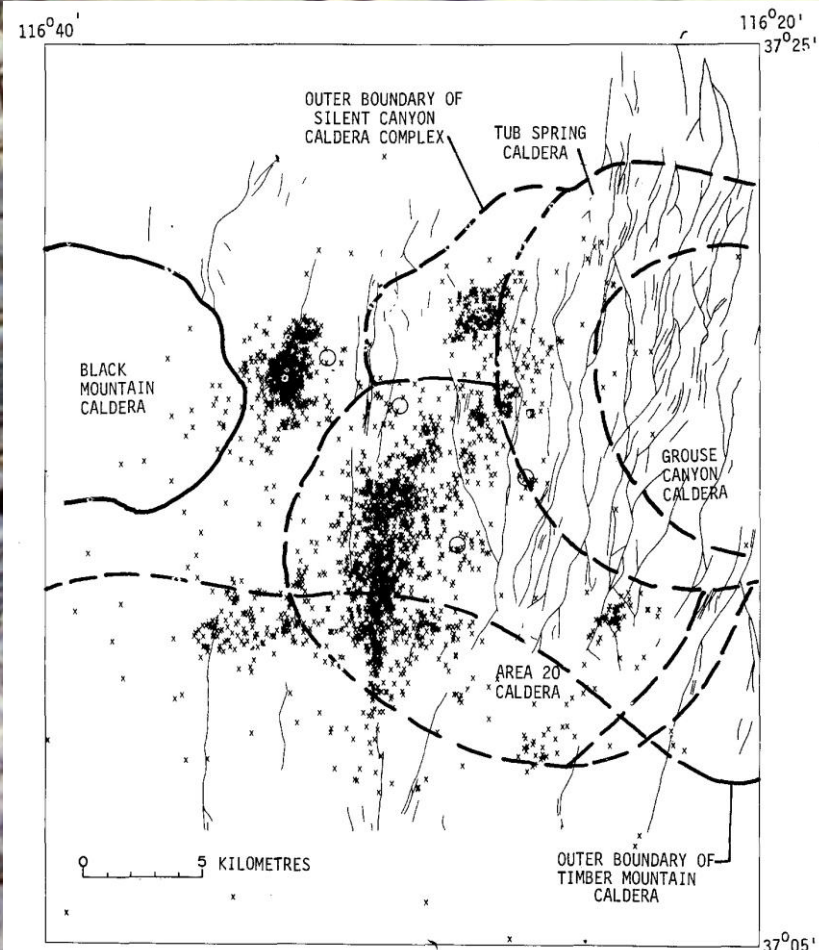 116°40'
116°20'
37°25'
OUTER BOUNDARY OF
SILENT CANYON
CALDERA COMPLEX
TUB SPRING
CALDERA
BLACK
MOUNTAIN
CALDERA
GROUSE
CANYON
CALDERA
AREA 20
CALDERA
0 5 KILOMETRES
OUTER BOUNDARY OF
TIMBER MOUNTAIN
CALDERA
37°05'